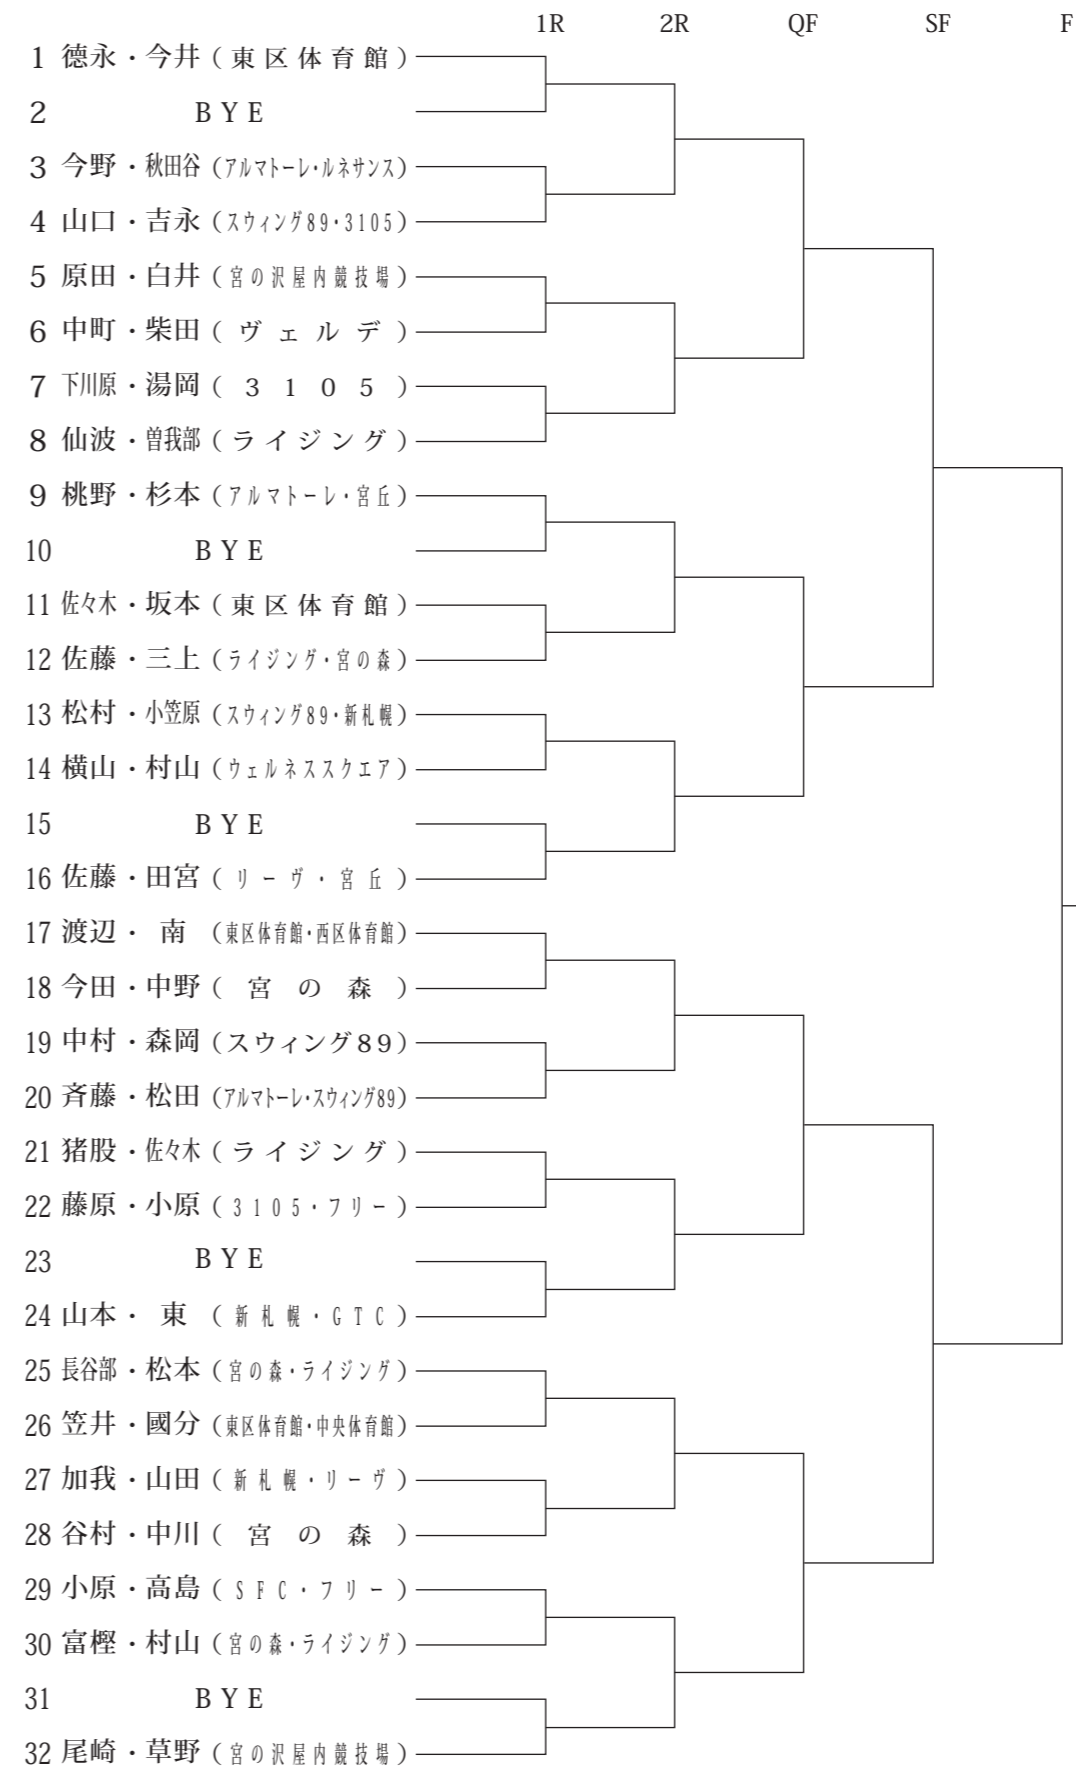 1R 2R QF SF F
1 德永・今井(東区体育館)
2 BYE
3 今野・秋田谷(アルマトーレ・ルネサンス)
4 山口・吉永(スウィング89・3105)
5 原田・白井(宮の沢屋内競技場)
6 中町・柴田(ヴェルデ)
7 下川原・湯岡(3105)
8 仙波・曽我部(ライジング)
9 桃野・杉本(アルマトーレ・宮丘)
10 BYE
11 佐々木・坂本(東区体育館)
12 佐藤・三上(ライジング・宮の森)
13 松村・小笠原(スウィング89・新札幌)
14 横山・村山(ウェルネススクエア)
15 BYE
16 佐藤・田宮(リーヴ・宮丘)
17 渡辺・南(東区体育館・西区体育館)
18 今田・中野(宮の森)
19 中村・森岡(スウィング89)
20 斉藤・松田(アルマトーレ・スウィング89)
21 猪股・佐々木(ライジング)
22 藤原・小原(3105・フリー)
23 BYE
24 山本・東(新札幌・GTC)
25 長谷部・松本(宮の森・ライジング)
26 笠井・國分(東区体育館・中央体育館)
27 加我・山田(新札幌・リーヴ)
28 谷村・中川(宮の森)
29 小原・高島(SFC・フリー)
30 富樫・村山(宮の森・ライジング)
31 BYE
32 尾崎・草野(宮の沢屋内競技場)